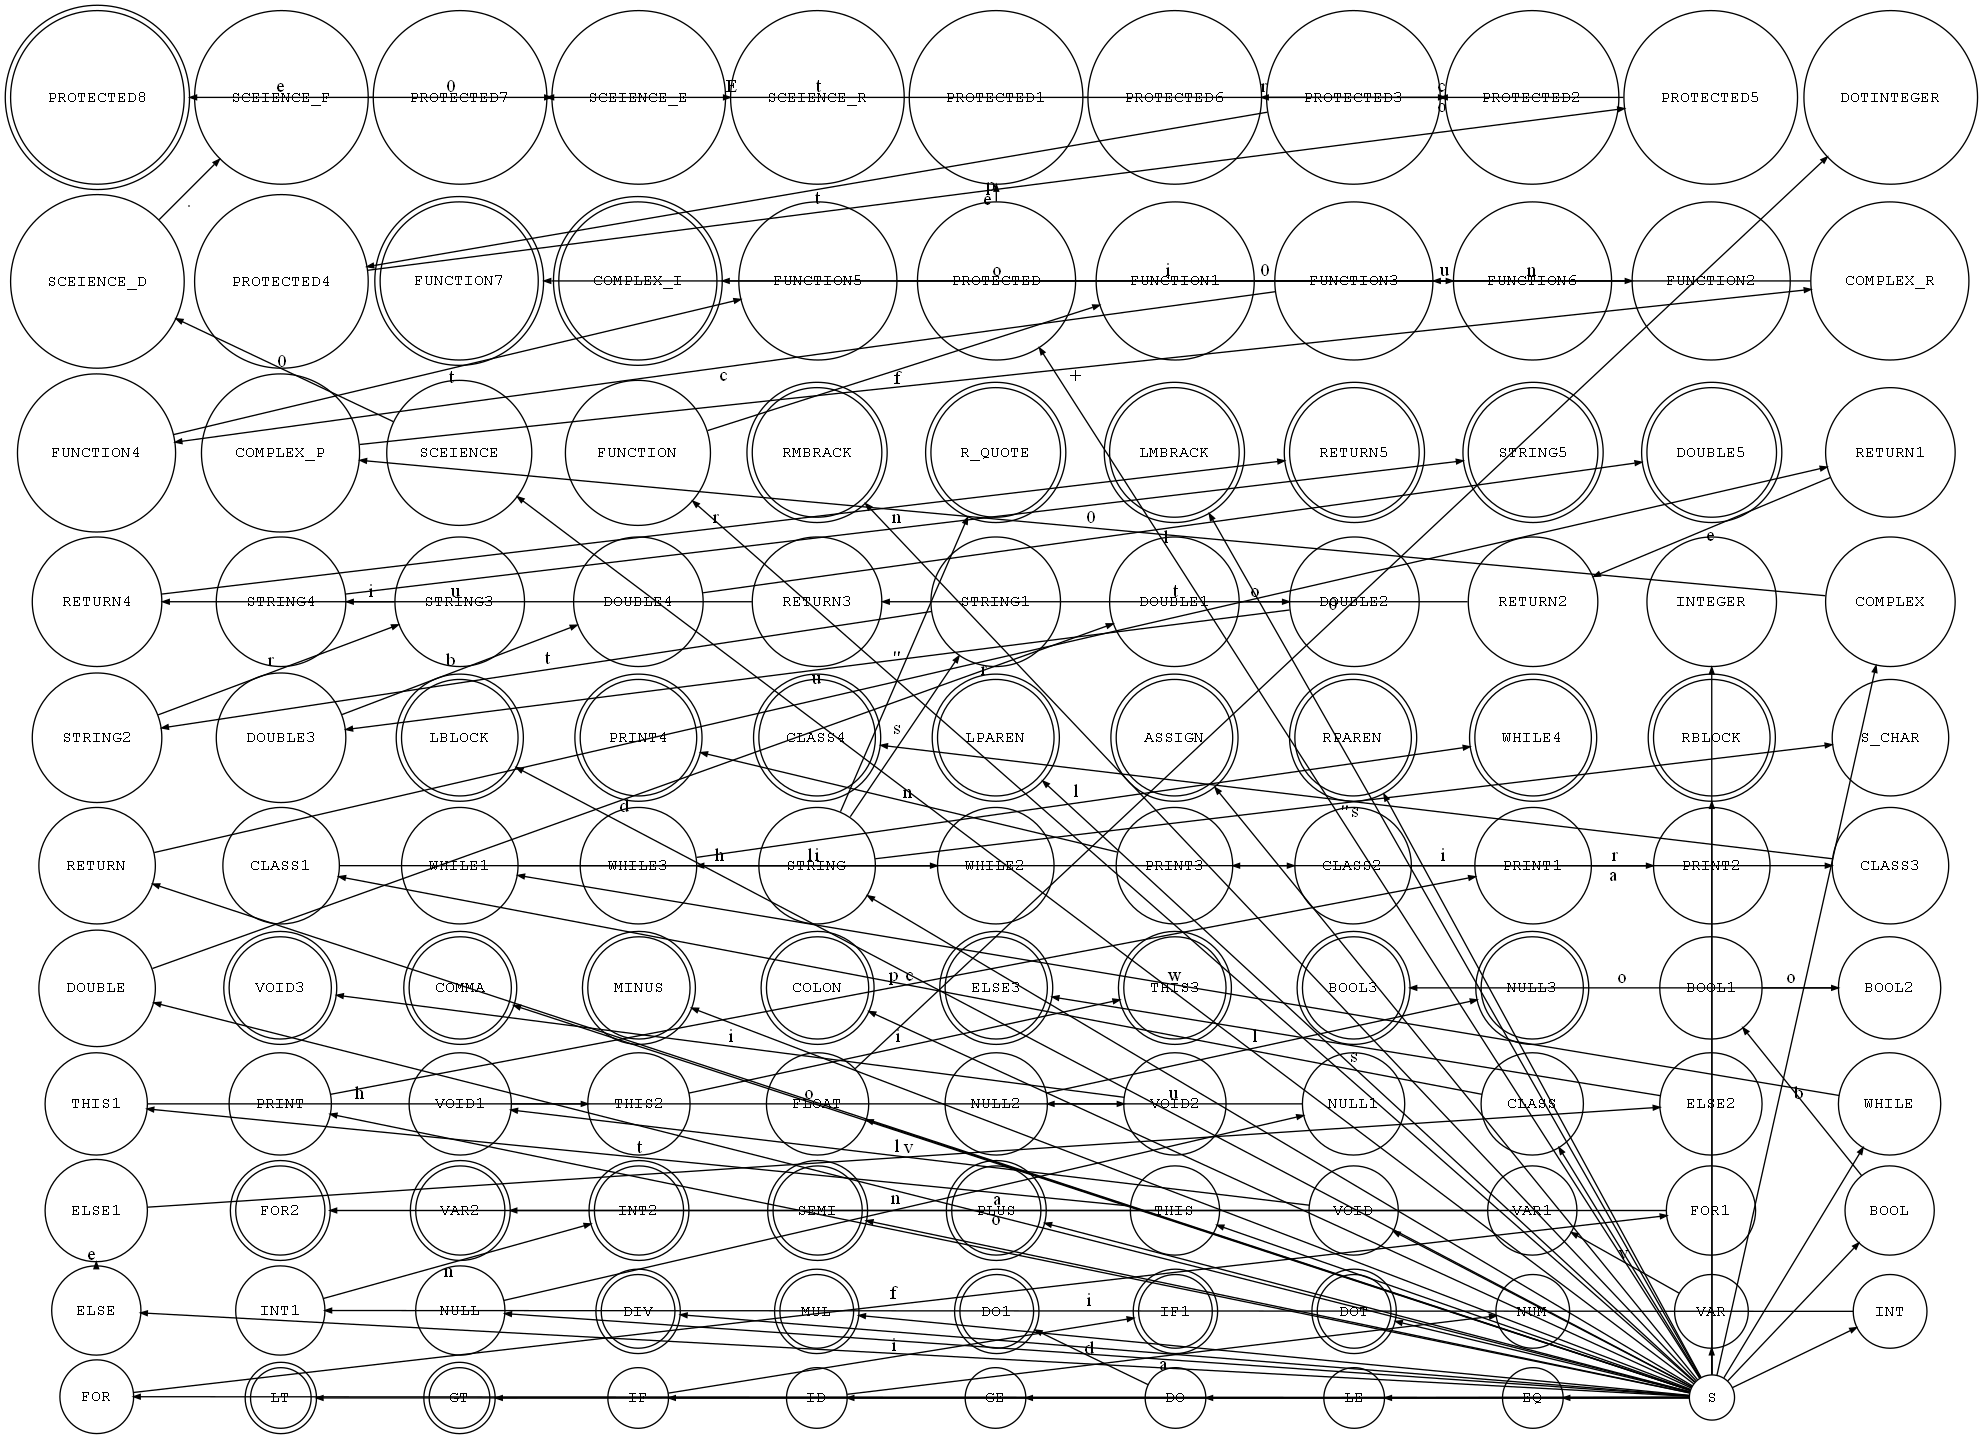 PROTECTED8 SCEIENCE_F PROTECTED7 SCEIENCE_E SCEIENCE_R PROTECTED1 PROTECTED6 PROTECTED3 PROTECTED2 PROTECTED5 DOTINTEGER
e 0 E t r c
o
p
t e
.
SCEIENCE_D PROTECTED4 FUNCTION7 COMPLEX_I FUNCTION5 PROTECTED FUNCTION1 FUNCTION3 FUNCTION6 FUNCTION2 COMPLEX_R
o i 0 u n
0 t c f +
FUNCTION4 COMPLEX_P SCEIENCE FUNCTION RMBRACK R_QUOTE LMBRACK RETURN5 STRING5 DOUBLE5 RETURN1
r n 0 l e
RETURN4 STRING4 STRING3 DOUBLE4 RETURN3 STRING1 DOUBLE1 DOUBLE2 RETURN2 INTEGER COMPLEX
i u t o o
r b t " u r
STRING2 DOUBLE3 LBLOCK PRINT4 CLASS4 LPAREN ASSIGN RPAREN WHILE4 RBLOCK S_CHAR
s
d n l " s
RETURN CLASS1 WHILE1 WHILE3 STRING WHILE2 PRINT3 CLASS2 PRINT1 PRINT2 CLASS3
h l i i r
a
DOUBLE VOID3 COMMA MINUS COLON ELSE3 THIS3 BOOL3 NULL3 BOOL1 BOOL2
p c w o o
i i l s
THIS1 PRINT VOID1 THIS2 FLOAT NULL2 VOID2 NULL1 CLASS ELSE2 WHILE
h o u b
t l v
ELSE1 FOR2 VAR2 INT2 SEMI PLUS THIS VOID VAR1 FOR1 BOOL
n a
o
e n v
ELSE INT1 NULL DIV MUL DO1 IF1 DOT NUM VAR INT
f i
i d
a
FOR LT GT IF ID GE DO LE EQ S